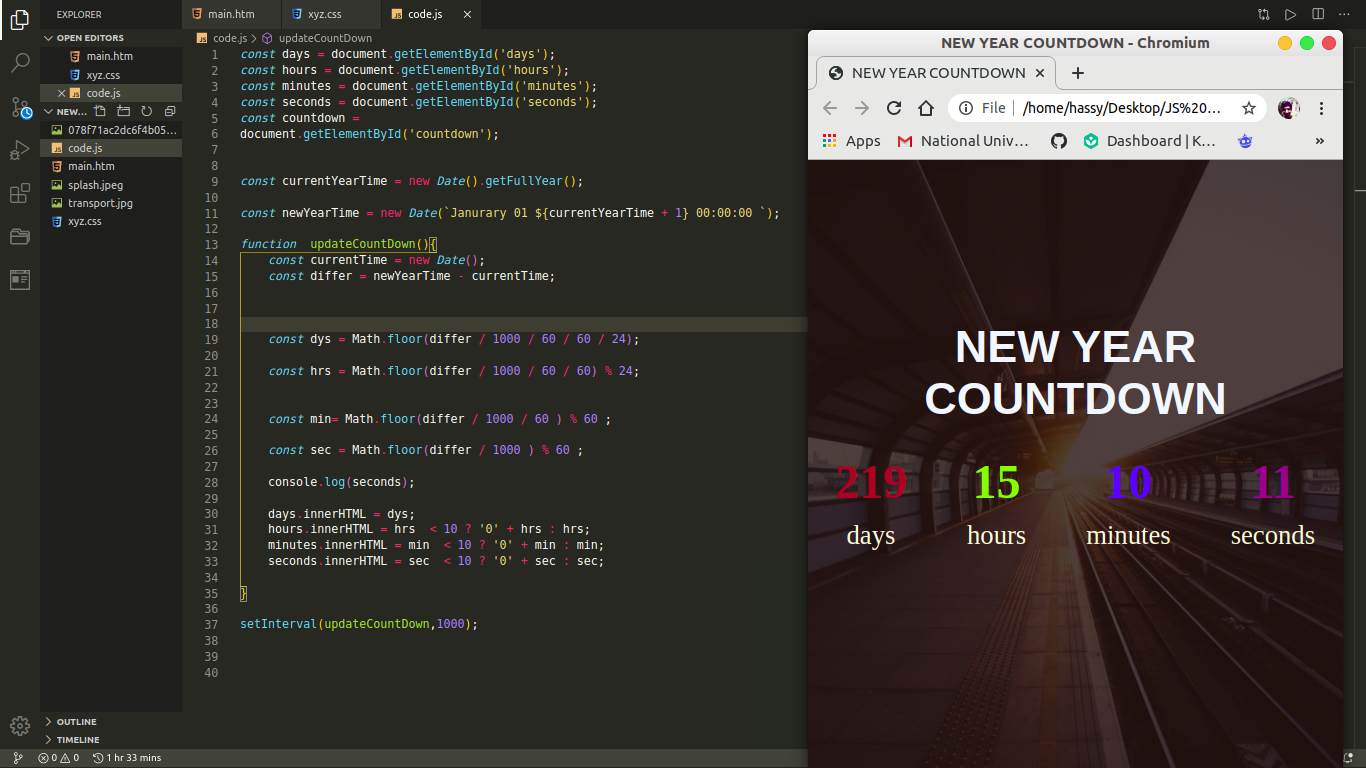 EXPLORER
OPEN EDITORS
main.htm
xyz.css
code.js
NEW...
078f71ac2dc6f4b05...
code.js
main.htm
splash.jpeg
transport.jpg
xyz.css
OUTLINE
TIMELINE
0 0 1 hr 33 mins
main.htm xyz.css code.js
code.js > updateCountDown
1 const days = document.getElementById('days');
2 const hours = document.getElementById('hours');
3 const minutes = document.getElementById('minutes');
4 const seconds = document.getElementById('seconds');
5 const countdown =
6 document.getElementById('countdown');
7
8
9 const currentYearTime = new Date().getFullYear();
10
11 const newYearTime = new Date(`Janurary 01 ${currentYearTime + 1} 00:00:00 `);
12
13 function  updateCountDown(){
14     const currentTime = new Date();
15     const differ = newYearTime - currentTime;
16
17
18
19     const dys = Math.floor(differ / 1000 / 60 / 60 / 24);
20
21     const hrs = Math.floor(differ / 1000 / 60 / 60) % 24;
22
23
24     const min= Math.floor(differ / 1000 / 60 ) % 60 ;
25
26     const sec = Math.floor(differ / 1000 ) % 60 ;
27
28     console.log(seconds);
29
30     days.innerHTML = dys;
31     hours.innerHTML = hrs  < 10 ? '0' + hrs : hrs;
32     minutes.innerHTML = min  < 10 ? '0' + min : min;
33     seconds.innerHTML = sec  < 10 ? '0' + sec : sec;
34
35 }
36
37 setInterval(updateCountDown,1000);
38
39
40
NEW YEAR COUNTDOWN - Chromium
NEW YEAR COUNTDOWN
File | /home/hassy/Desktop/JS%20...
Apps National Univ... Dashboard | K... »
NEW YEAR
COUNTDOWN
219 15 10 11
days hours minutes seconds